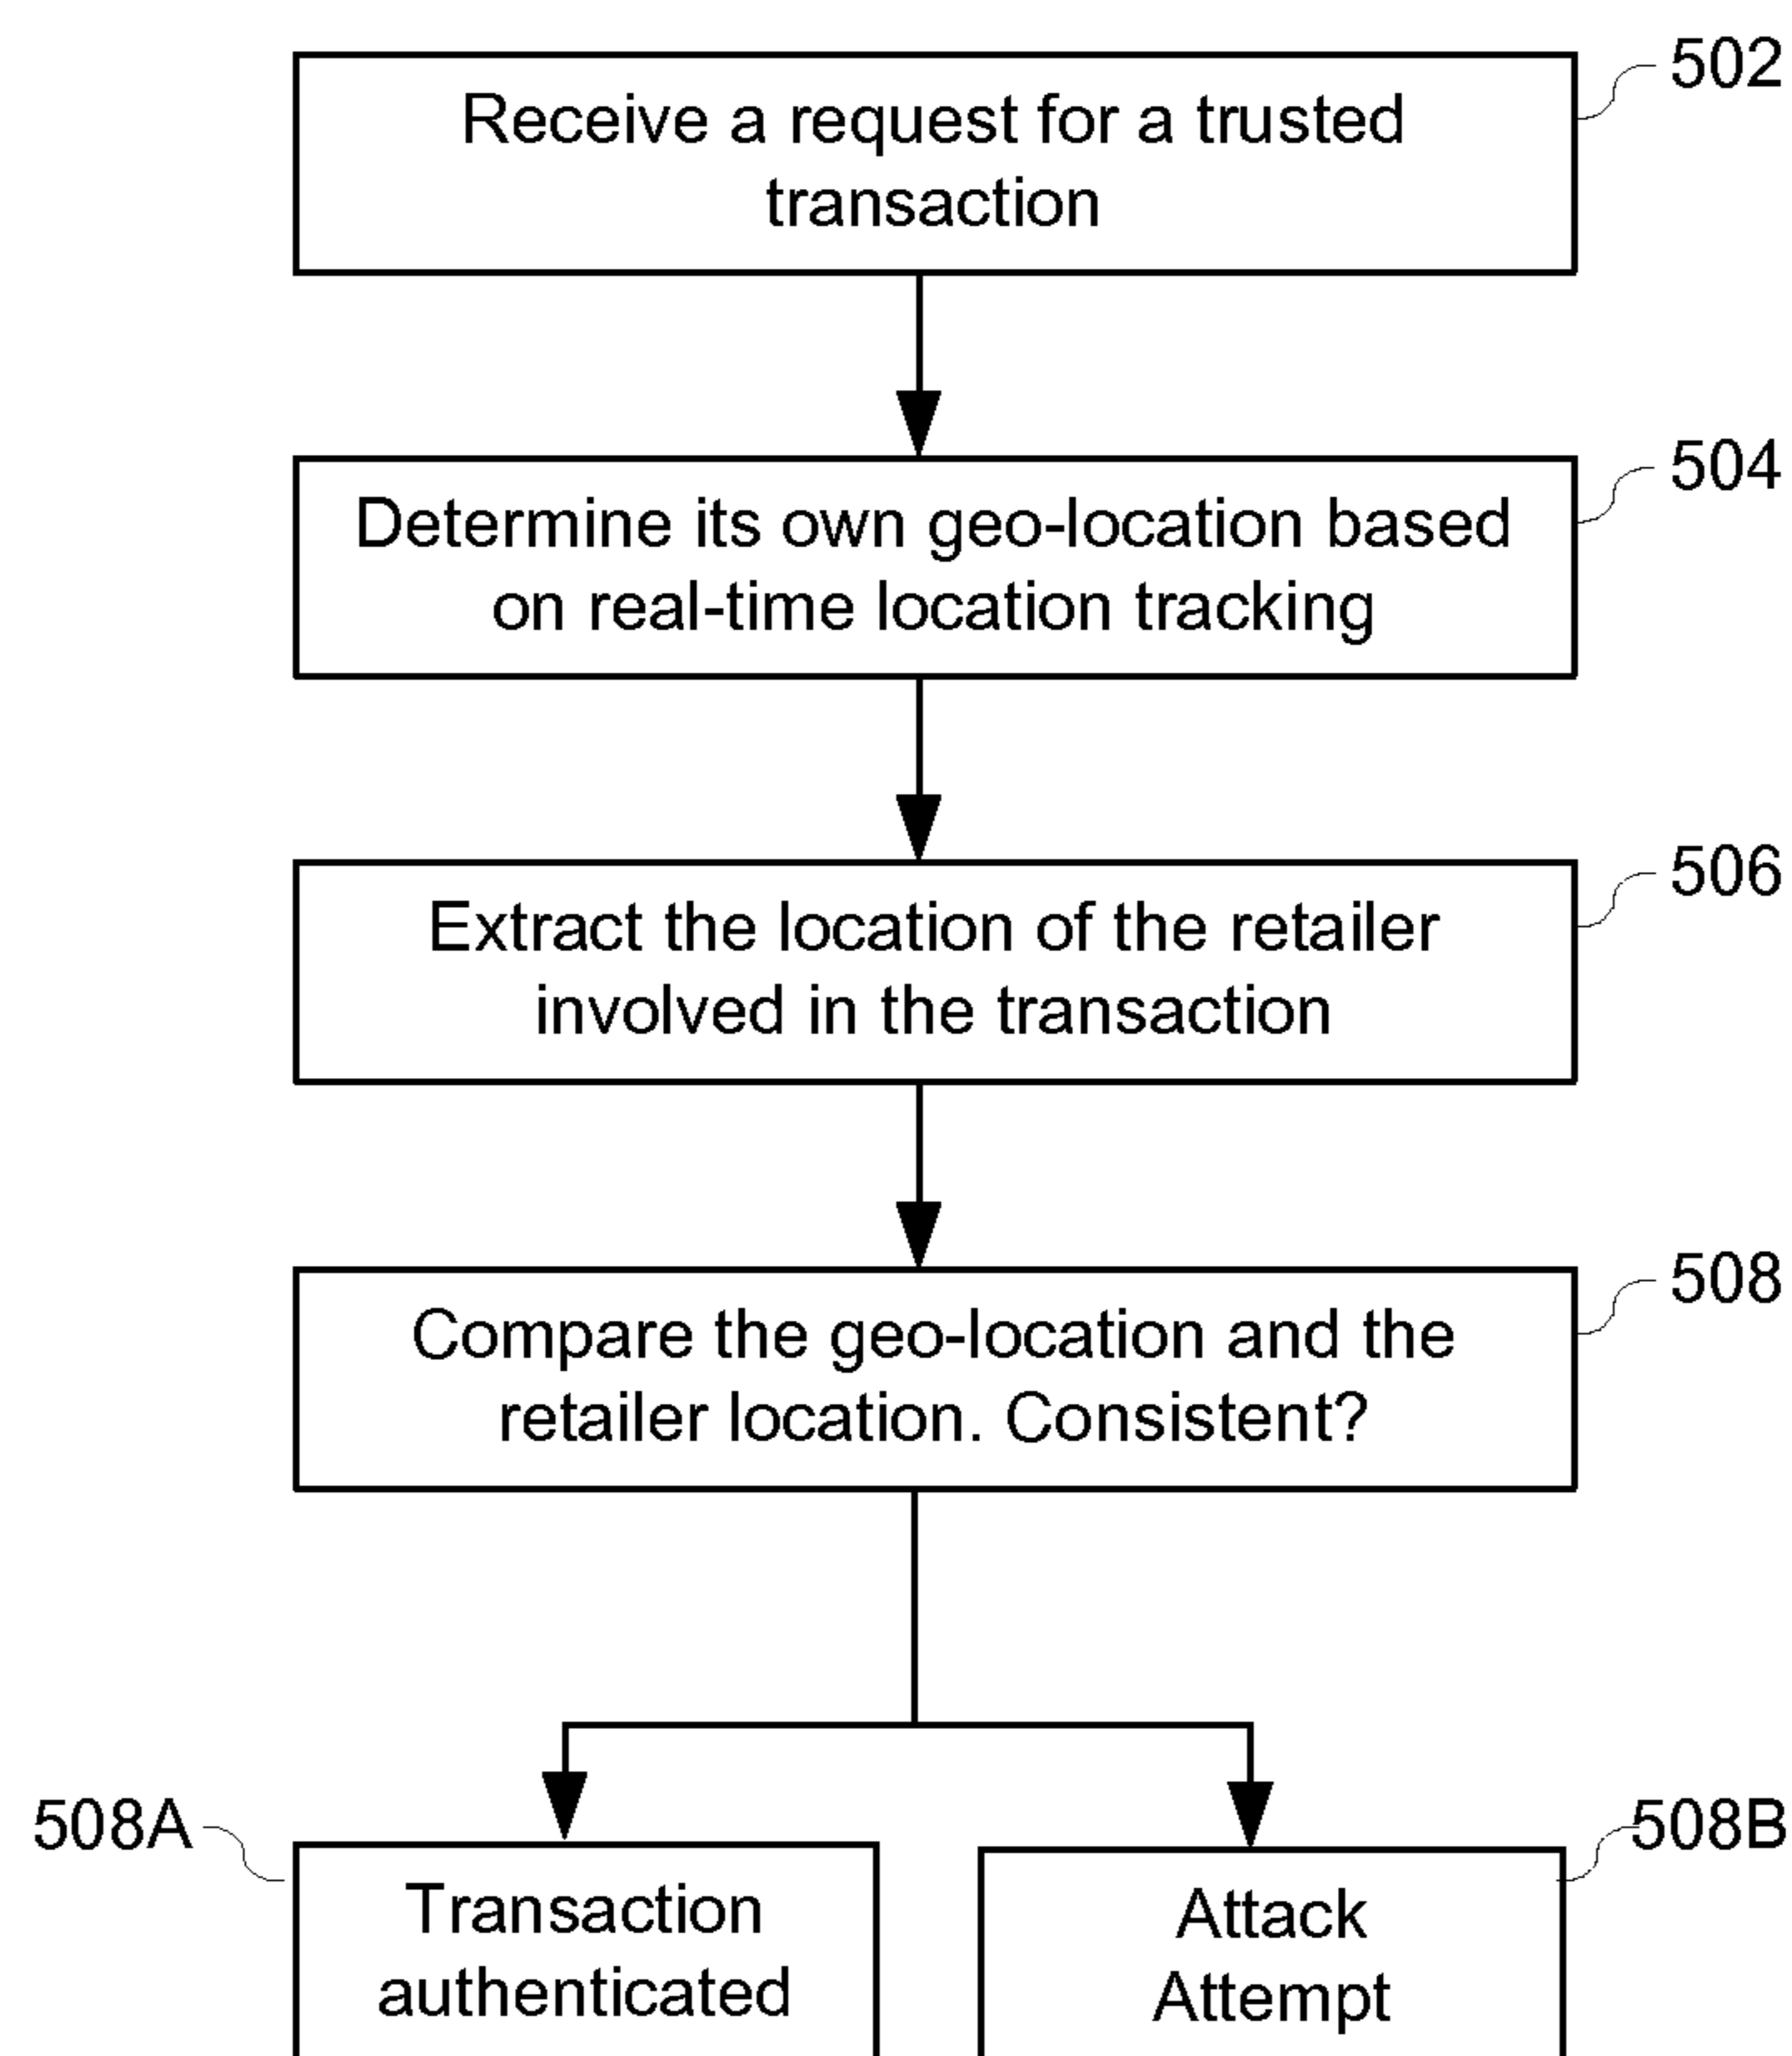 502
Receive a request for a trusted
transaction
504
Determine its own geo-location based
on real-time location tracking
506
Extract the location of the retailer
involved in the transaction
508
Compare the geo-location and the
retailer location. Consistent?
508A
508B
Transaction
authenticated
Attack
Attempt